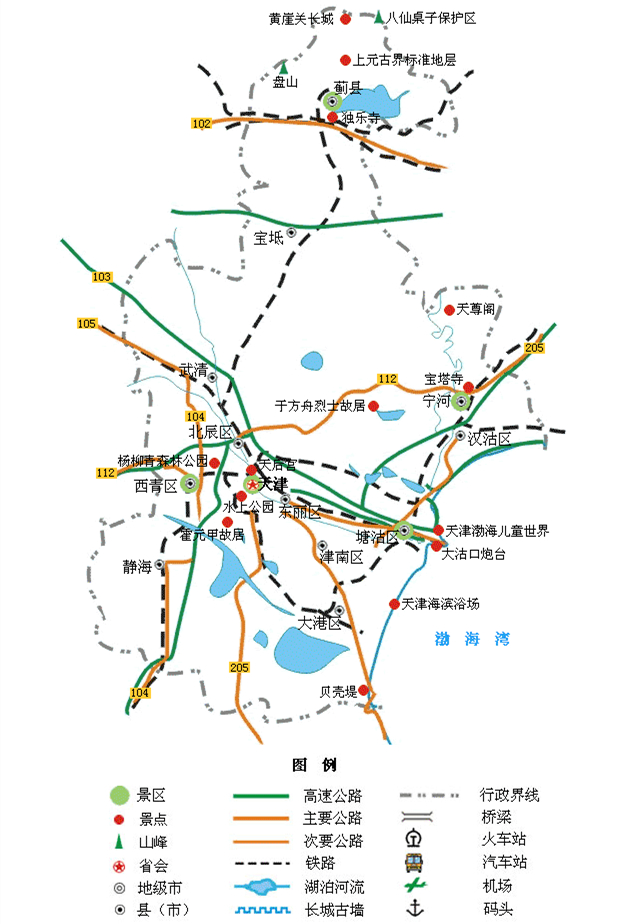 黄崖关长城
八仙桌子保护区
上元古界标准地层
盘山
蓟县
独乐寺
102
宝坻
103
天尊阁
105
205
武清
112
宝塔寺
宁河
104
于方舟烈士故居
北辰区
汉沽区
杨柳青森林公园
天后宫
112
西青区
天津
水上公园
东丽区
霍元甲故居
塘沽区
天津渤海儿童世界
大沽口炮台
津南区
静海
天津海滨浴场
大港区
渤海湾
205
104
贝壳堤
图例
景区
高速公路
行政界线
景点
主要公路
桥梁
山峰
次要公路
火车站
省会
铁路
汽车站
地级市
湖泊河流
机场
县（市）
长城古墙
码头